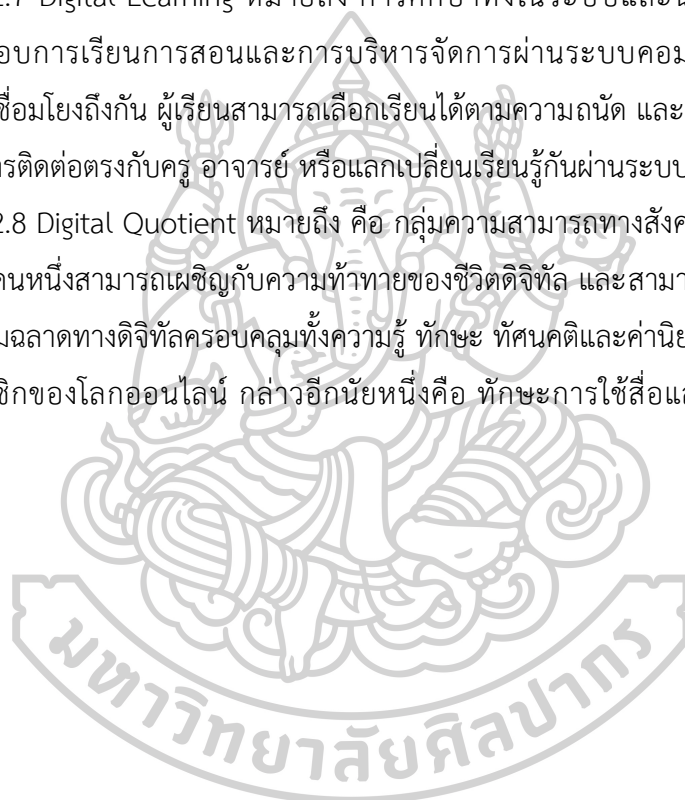 .7 Digital Learning หมายถึง การศึกษาทั้งในระบบและน
อบการเรียนการสอนและการบริหารจัดการผ่านระบบคอม
ชื่อมโยงถึงกัน ผู้เรียนสามารถเลือกเรียนได้ตามความถนัด และ
ารติดต่อตรงกับครู อาจารย์ หรือแลกเปลี่ยนเรียนรู้กันผ่านระบบ
2.8 Digital Quotient หมายถึง คือ กลุ่มความสามารถทางสังค
คนหนึ่งสามารถเผชิญกับความท้าทายของชีวิตดิจิทัล และสามา
มฉลาดทางดิจิทัลครอบคลุมทั้งความรู้ ทักษะ ทัศนคติและค่านิย
ชิกของโลกออนไลน์ กล่าวอีกนัยหนึ่งคือ ทักษะการใช้สื่อแล
มหาวิทยาลัยศิลปากร